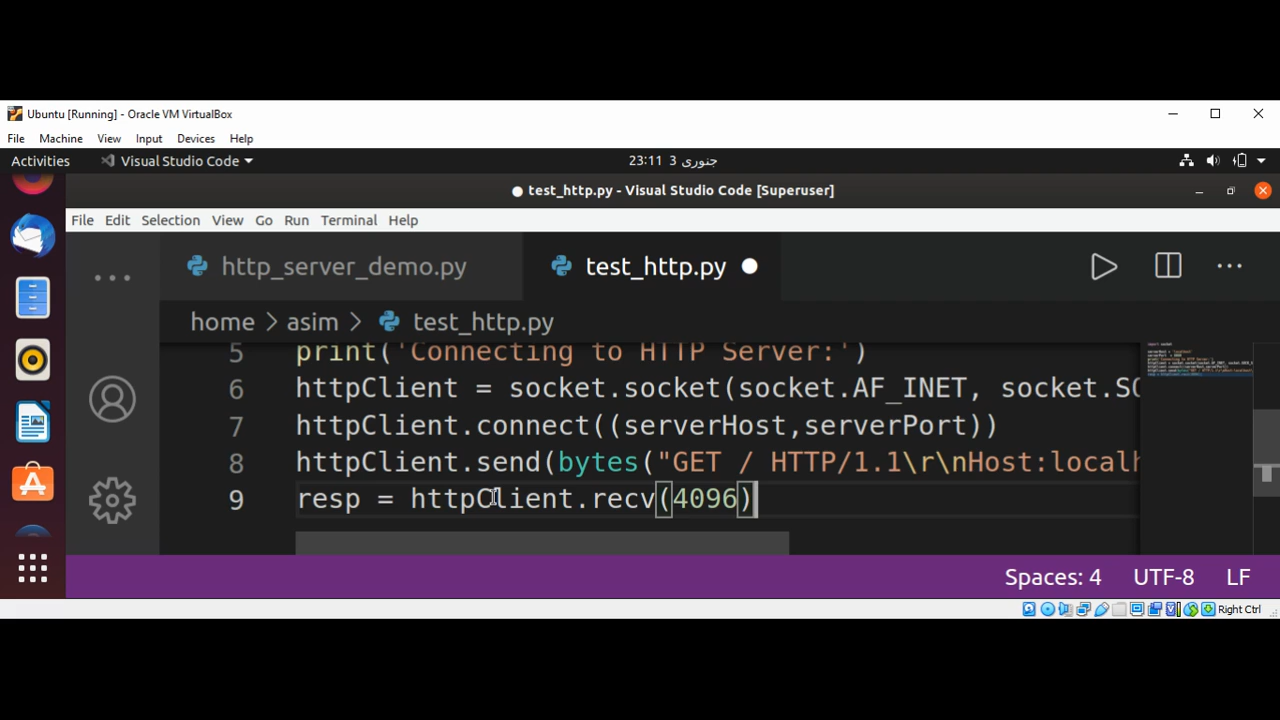 Ubuntu [Running] - Oracle VM VirtualBox
File Machine View Input Devices Help
Activities Visual Studio Code 23:11 3 جنوری
test_http.py - Visual Studio Code [Superuser]
File Edit Selection View Go Run Terminal Help
http_server_demo.py test_http.py
home > asim > test_http.py
5 print('Connecting to HTTP Server:')
6 httpClient = socket.socket(socket.AF_INET, socket.SO
7 httpClient.connect((serverHost,serverPort))
8 httpClient.send(bytes("GET / HTTP/1.1\r\nHost:localh
9 resp = httpClient.recv(4096)
Spaces: 4 UTF-8 LF
Right Ctrl